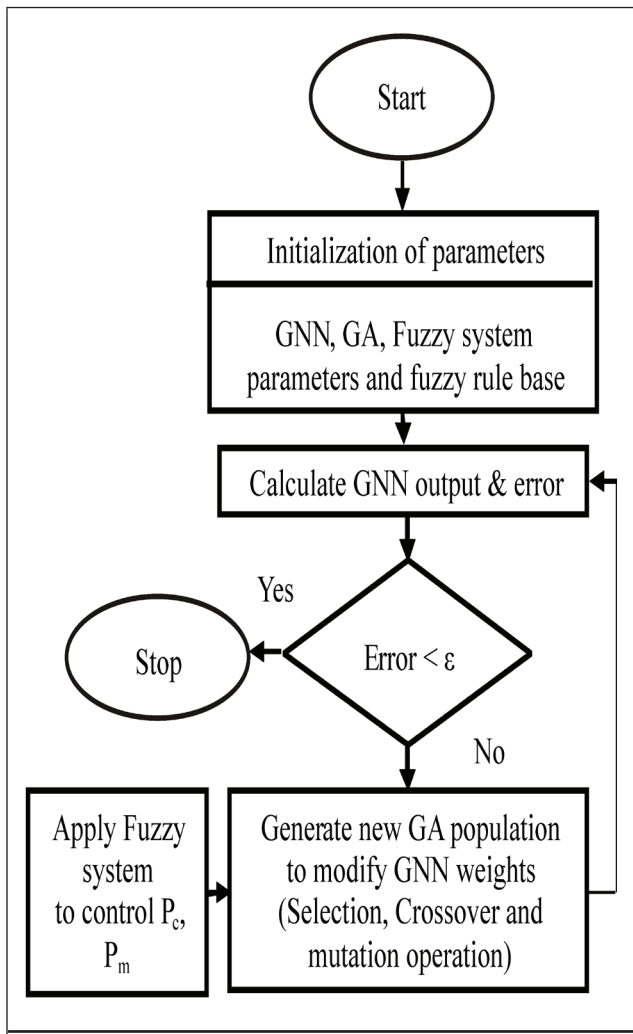 Start
Initialization of parameters
GNN, GA, Fuzzy system
parameters and fuzzy rule base
Calculate GNN output & error
Yes
Error < ε
Stop
No
Apply Fuzzy
system
to control Pc,
Pm
Generate new GA population
to modify GNN weights
(Selection, Crossover and
mutation operation)